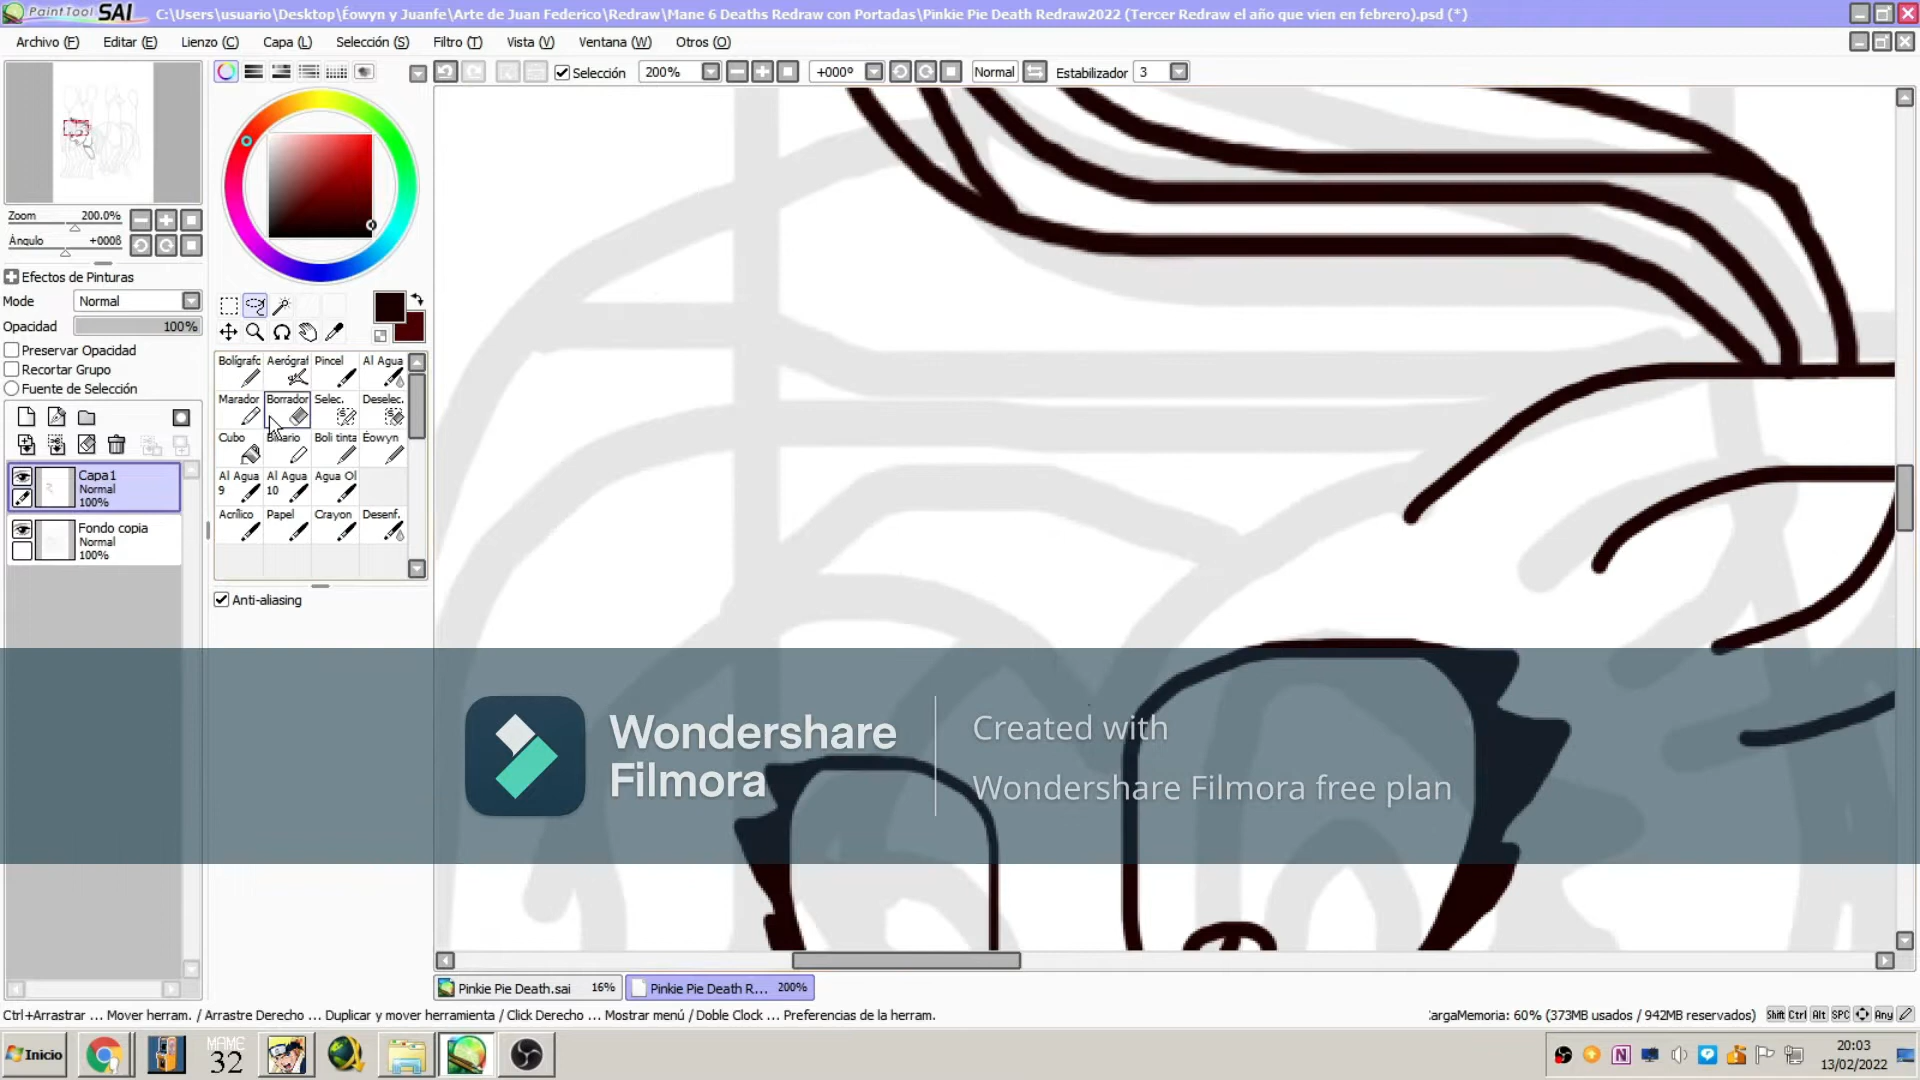 PaintTool SAI C:\Users\usuario\Desktop\Éowyn y Juanfe\Arte de Juan Federico\Redraw\Mane 6 Deaths Redraw con Portadas\Pinkie Pie Death Redraw2022 (Tercer Redraw el año que vien en febrero).psd (*)
Archivo (F) Editar (E) Lienzo (C) Capa (L) Selección (S) Filtro (T) Vista (V) Ventana (W) Otros (O)
Selección 200% +000º Normal Estabilizador 3
Zoom 200.0%
Ángulo +000ß
Efectos de Pinturas
Mode Normal
Opacidad 100%
Preservar Opacidad
Recortar Grupo
Fuente de Selección
Capa1
Normal
100%
Fondo copia
Normal
100%
Bolígrafc Aerógraf Pincel Al Agua
Marador Borrador Selec. Deselec.
Cubo Boli tinta Éowyn
Al Agua 9 Al Agua 10 Agua Ol
Acrílico Papel Crayon Desenf.
Anti-aliasing
Wondershare
Filmora
Created with
Wondershare Filmora free plan
Pinkie Pie Death.sai 16% Pinkie Pie Death R... 200%
Ctrl+Arrastrar ... Mover herram. / Arrastre Derecho ... Duplicar y mover herramienta / Click Derecho ... Mostrar menú / Doble Clock ... Preferencias de la herram.
CargaMemoria: 60% (373MB usados / 942MB reservados) Shift Ctrl Alt SPC Any
Inicio
MAME
32
N
20:03
13/02/2022